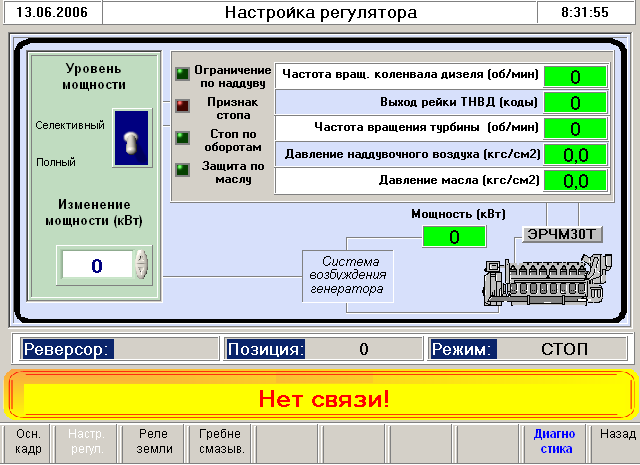 13.06.2006
Настройка регулятора
8:31:55
Уровень
мощности
Селективный
Полный
Изменение
мощности (кВт)
0
Ограничение
по наддуву
Признак
стопа
Стоп по
оборотам
Защита по
маслу
Частота вращ. коленвала дизеля (об/мин) 0
Выход рейки ТНВД (коды) 0
Частота вращения турбины (об/мин) 0
Давление наддувочного воздуха (кгс/см2) 0,0
Давление масла (кгс/см2) 0,0
Мощность (кВт)
0
ЭРЧМ30Т
Система
возбуждения
генератора
Реверсор:
Позиция: 0
Режим: СТОП
Нет связи!
Осн.
кадр
Настр.
регул.
Реле
земли
Гребне
смазыв.
Диагно
стика
Назад